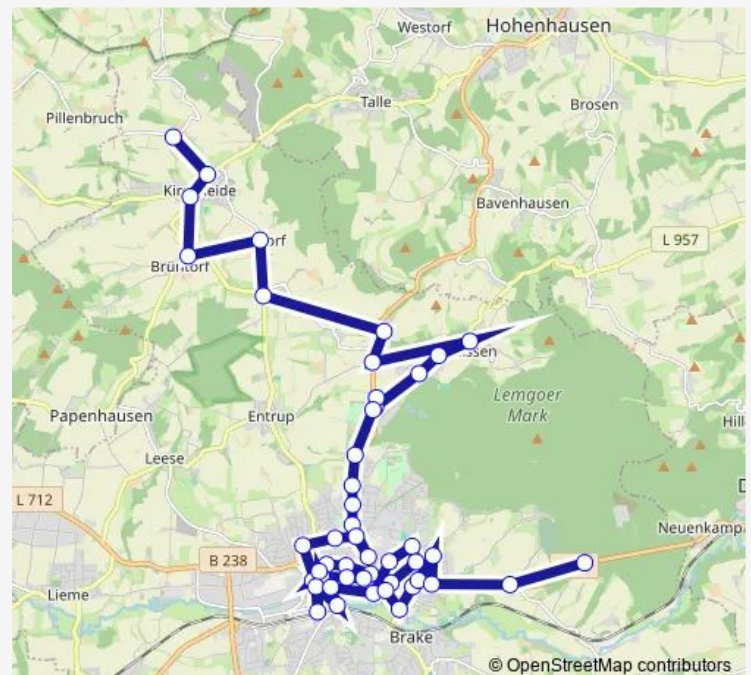 Westorf
Hohenhausen
Talle
Brosen
Pillenbruch
Bavenhausen
L 957
Lemgoer
Mark
Papenhausen
Entrup
Leese
L 712
Neuenkamp
B 238
Lieme
Brake
© OpenStreetMap contributors